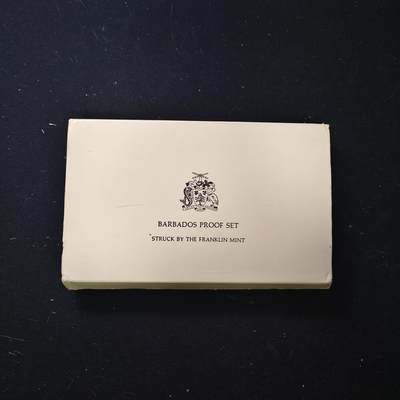 BARBADOS PROOF SET
STRUCK BY THE FRANKLIN MINT